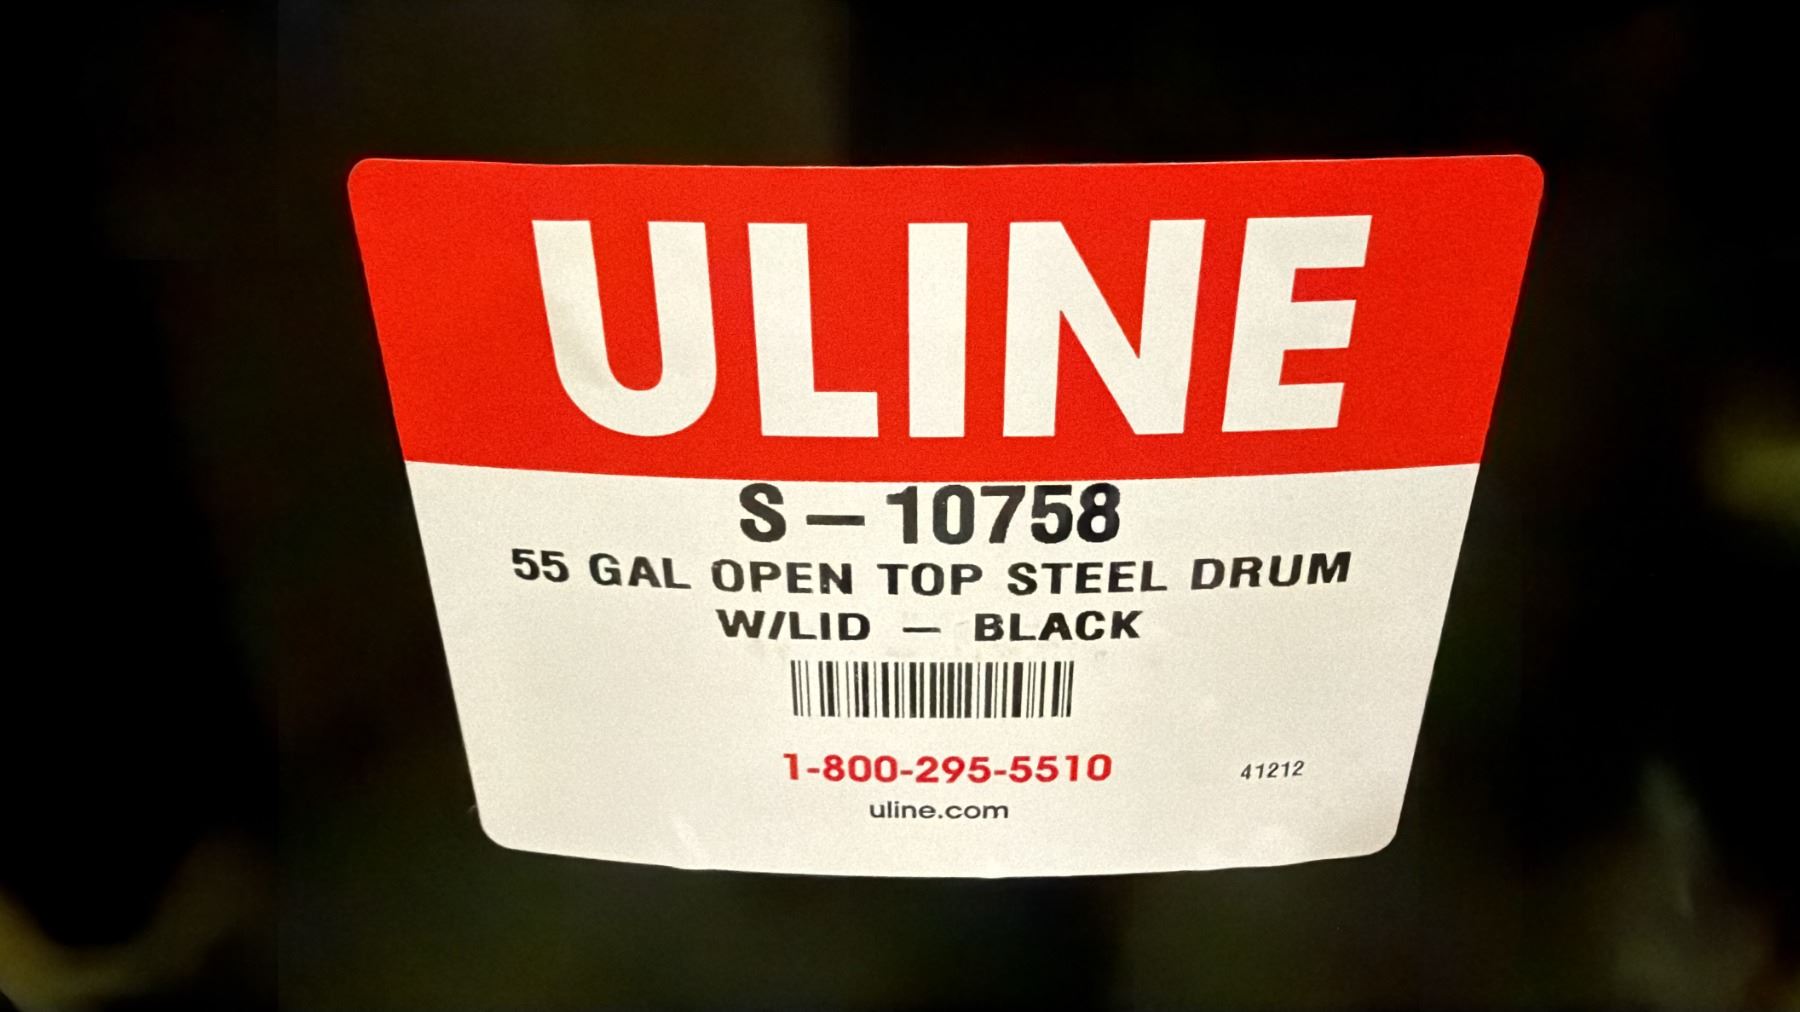 ULINE
S-10758
55 GAL OPEN TOP STEEL DRUM
W/LID - BLACK
1-800-295-5510
41212
uline.com